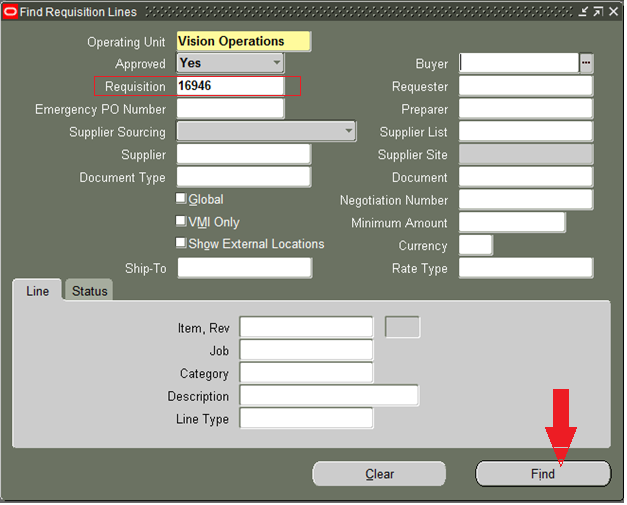 Find Requisition Lines
Operating Unit Vision Operations
Approved Yes Buyer
Requisition 16946 Requester
Emergency PO Number Preparer
Supplier Sourcing Supplier List
Supplier Supplier Site
Document Type Document
Global Negotiation Number
VMI Only Minimum Amount
Show External Locations Currency
Ship-To Rate Type
Line Status
Item, Rev
Job
Category
Description
Line Type
Clear Find